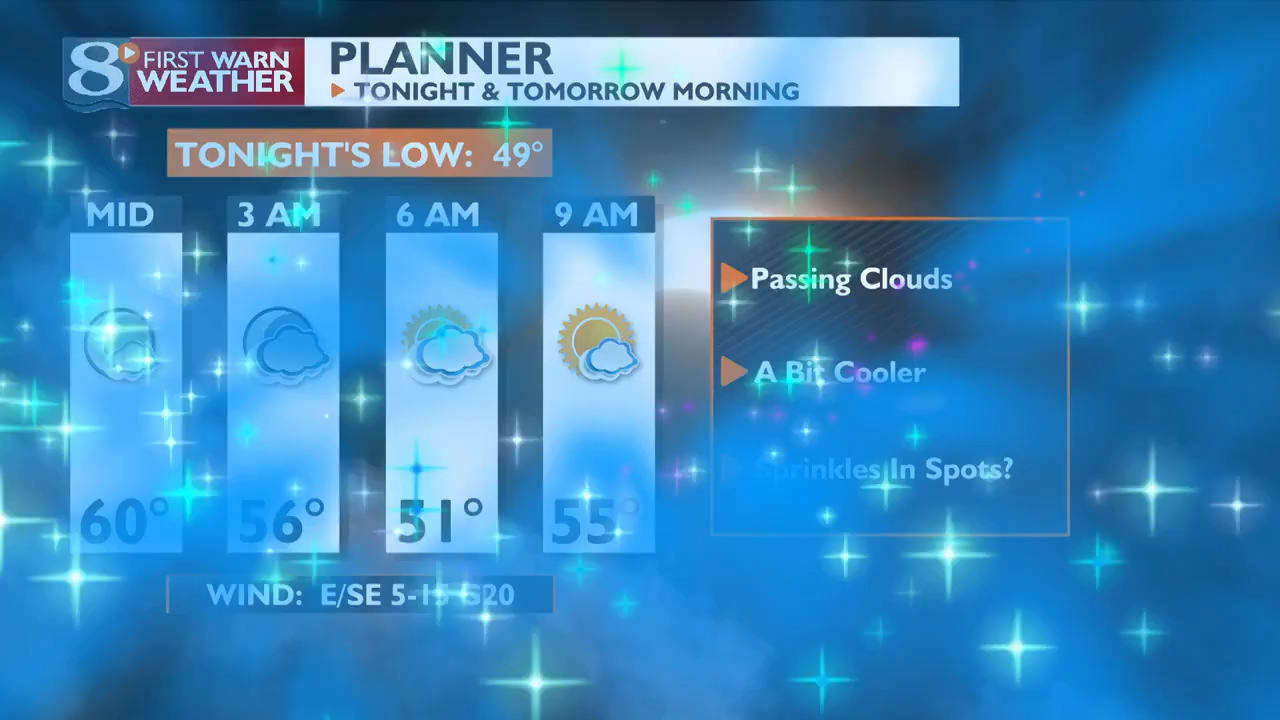 8 FIRST WARN
WEATHER
PLANNER
TONIGHT & TOMORROW MORNING
TONIGHT'S LOW: 49°
MID 3 AM 6 AM 9 AM
60° 56° 51° 55°
WIND: E/SE 5-15 G20
Passing Clouds
A Bit Cooler
Sprinkles In Spots?